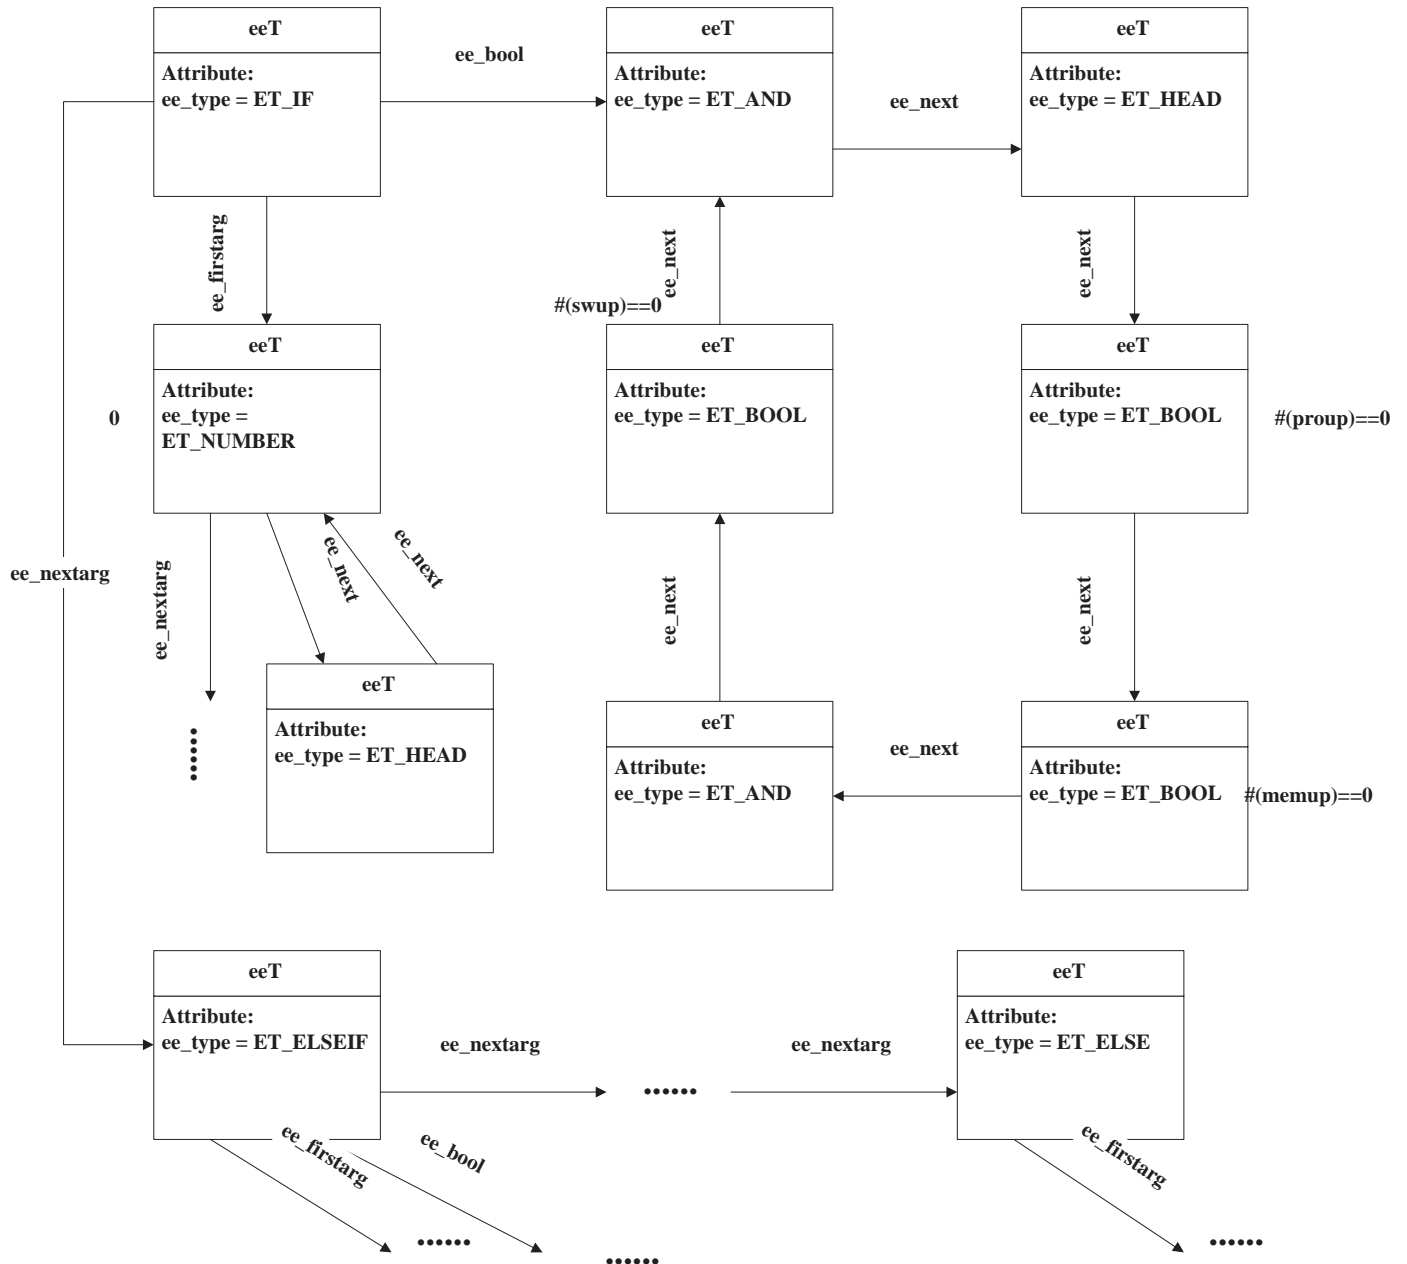 eeT
Attribute:
ee_type = ET_IF
ee_bool
eeT
Attribute:
ee_type = ET_AND
ee_next
eeT
Attribute:
ee_type = ET_HEAD
ee_firstarg
ee_next
ee_next
#(swup)==0
0
eeT
Attribute:
ee_type =
ET_NUMBER
eeT
Attribute:
ee_type = ET_BOOL
eeT
Attribute:
ee_type = ET_BOOL
#(proup)==0
ee_nextarg
ee_nextarg
ee_next
ee_next
ee_next
ee_next
eeT
Attribute:
ee_type = ET_HEAD
eeT
Attribute:
ee_type = ET_AND
ee_next
eeT
Attribute:
ee_type = ET_BOOL
#(memup)==0
eeT
Attribute:
ee_type = ET_ELSEIF
ee_nextarg
......
ee_nextarg
eeT
Attribute:
ee_type = ET_ELSE
ee_firstarg
ee_bool
ee_firstarg
......
......
......
......